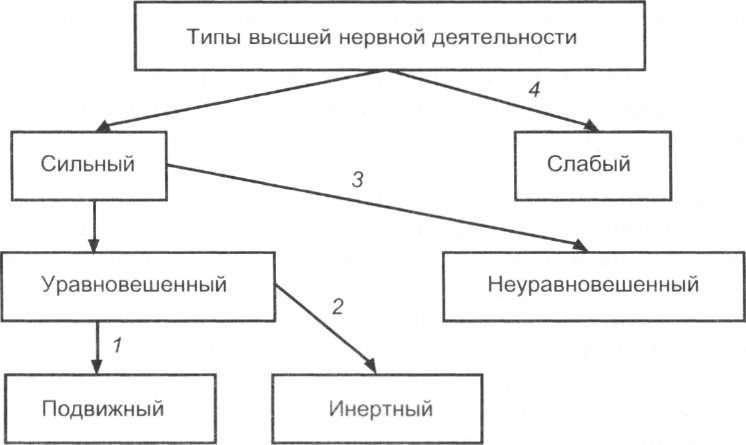 Типы высшей нервной деятельности
4
Сильный
Слабый
3
Уравновешенный
Неуравновешенный
2
1
Подвижный
Инертный